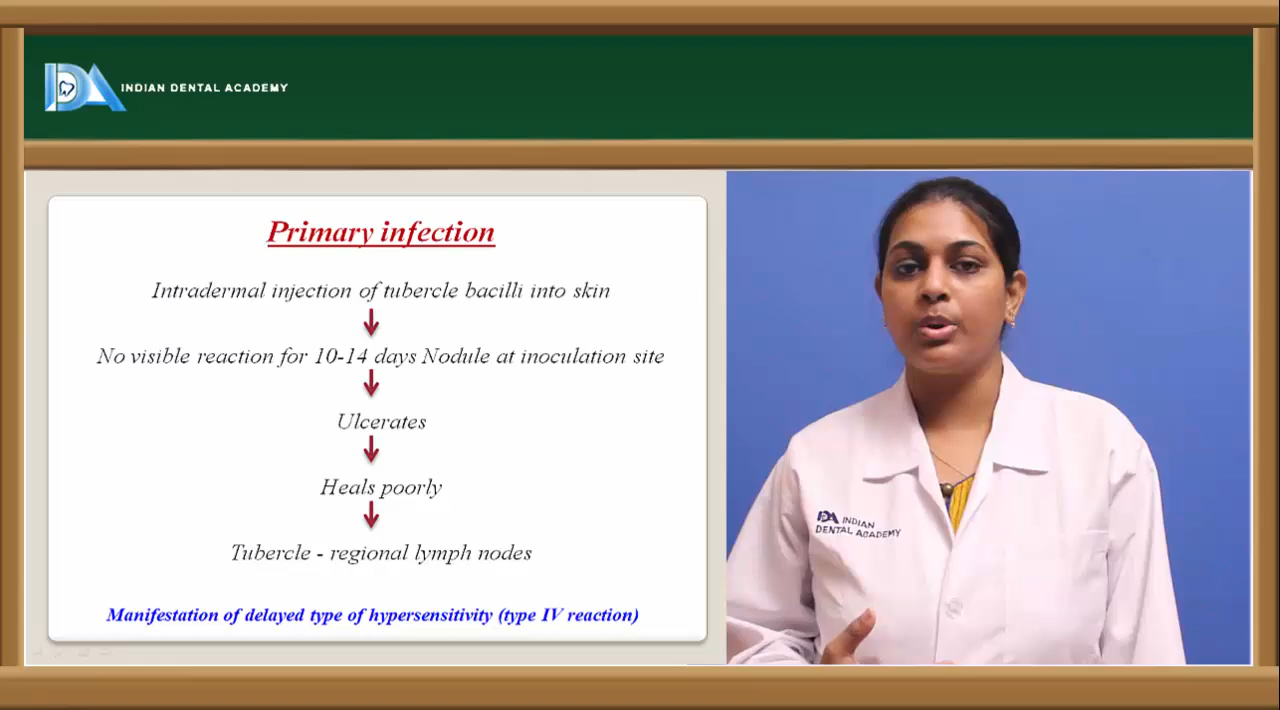 INDIAN DENTAL ACADEMY
Primary infection
Intradermal injection of tubercle bacilli into skin
No visible reaction for 10-14 days Nodule at inoculation site
Ulcerates
Heals poorly
Tubercle - regional lymph nodes
Manifestation of delayed type of hypersensitivity (type IV reaction)
IDA INDIAN
DENTAL ACADEMY